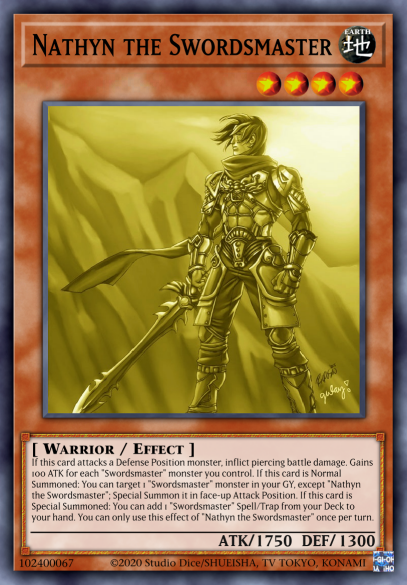 Nathyn the Swordsmaster
EARTH
地
[ Warrior / Effect ]
If this card attacks a Defense Position monster, inflict piercing battle damage. Gains
100 ATK for each "Swordsmaster" monster you control. If this card is Normal
Summoned: You can target 1 "Swordsmaster" monster in your GY, except "Nathyn
the Swordsmaster"; Special Summon it in face-up Attack Position. If this card is
Special Summoned: You can add 1 "Swordsmaster" Spell/Trap from your Deck to
your hand. You can only use this effect of "Nathyn the Swordsmaster" once per turn.
ATK/1750 DEF/1300
102400067
©2020 Studio Dice/SHUEISHA, TV TOKYO, KONAMI